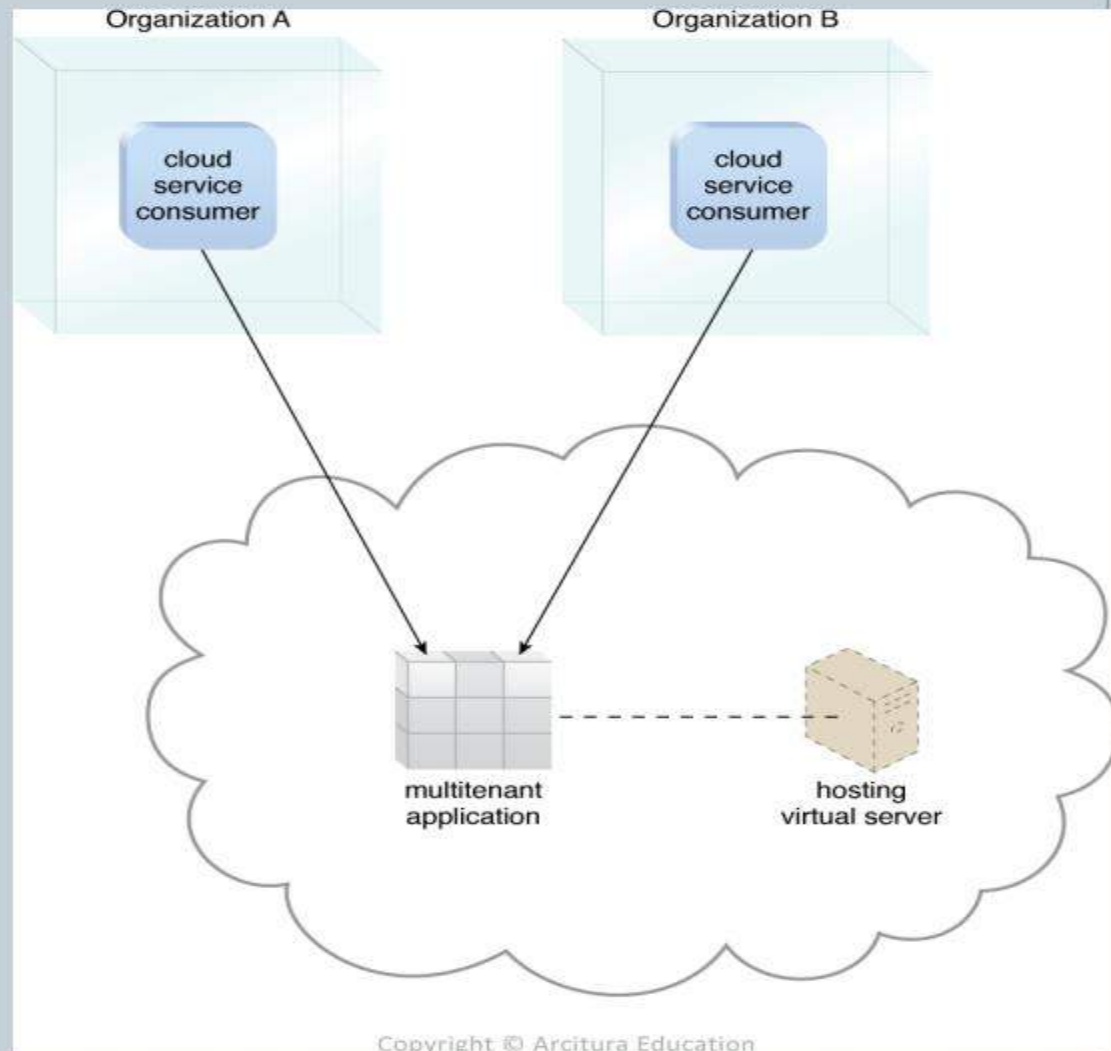 Organization A
Organization B
cloud
service
consumer
cloud
service
consumer
multitenant
application
hosting
virtual server
Copyright © Arcitura Education